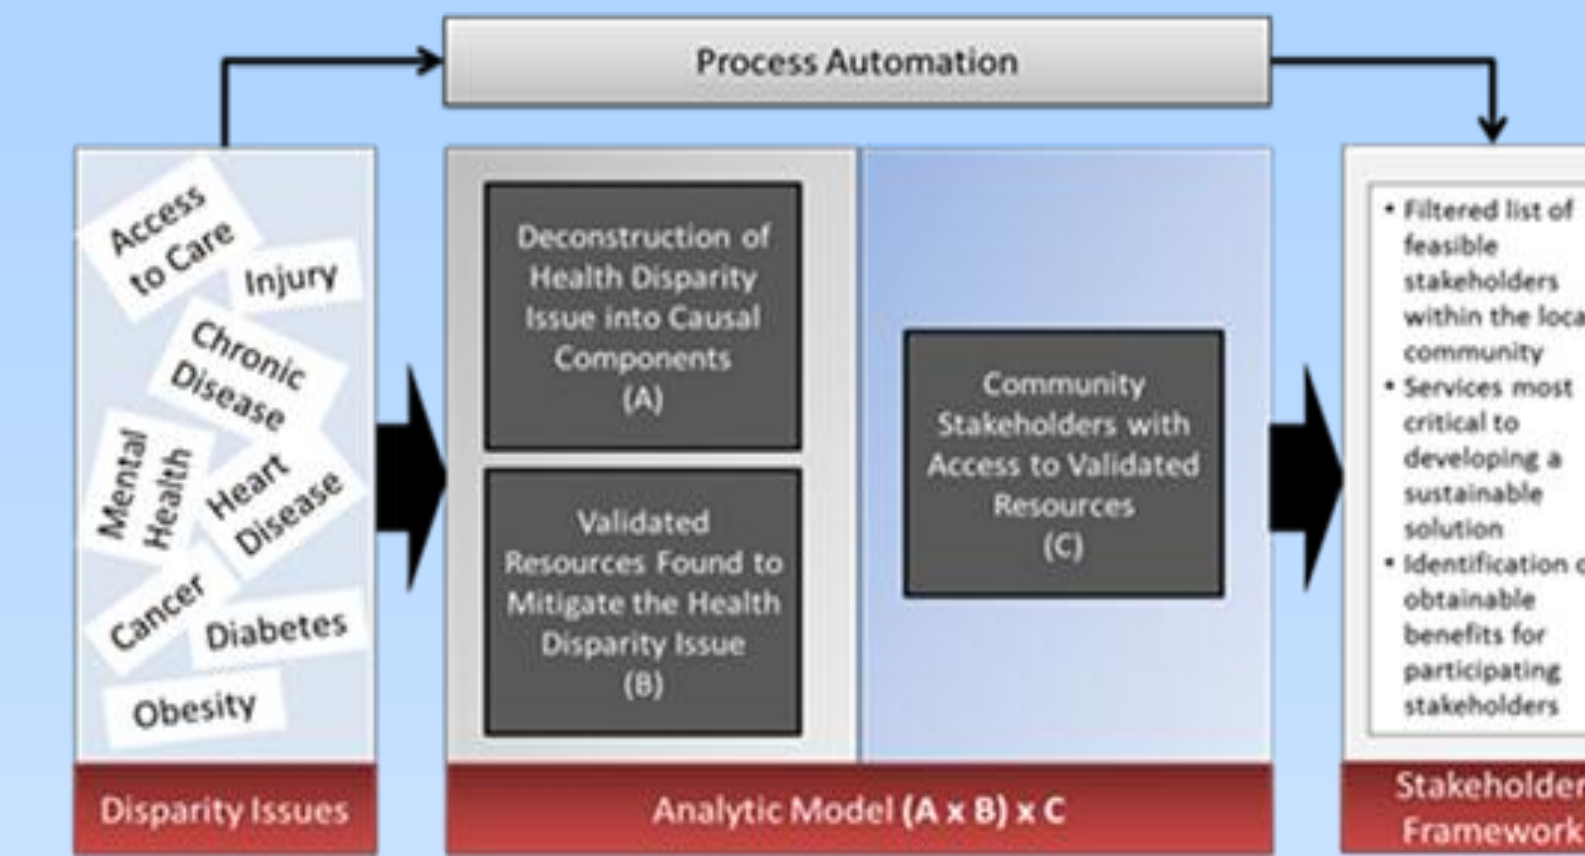 Process Automation
Access
to Care
Injury
Chronic
Disease
Mental
Health
Heart
Disease
Cancer
Diabetes
Obesity
Disparity Issues
Deconstruction of
Health Disparity
Issue into Causal
Components
(A)
Validated
Resources Found to
Mitigate the Health
Disparity Issue
(B)
Community
Stakeholders with
Access to Validated
Resources
(C)
Analytic Model (A x B) x C
• Filtered list of
feasible
stakeholders
within the loca
community
• Services most
critical to
developing a
sustainable
solution
• Identification o
obtainable
benefits for
participating
stakeholders
Stakeholder
Framework